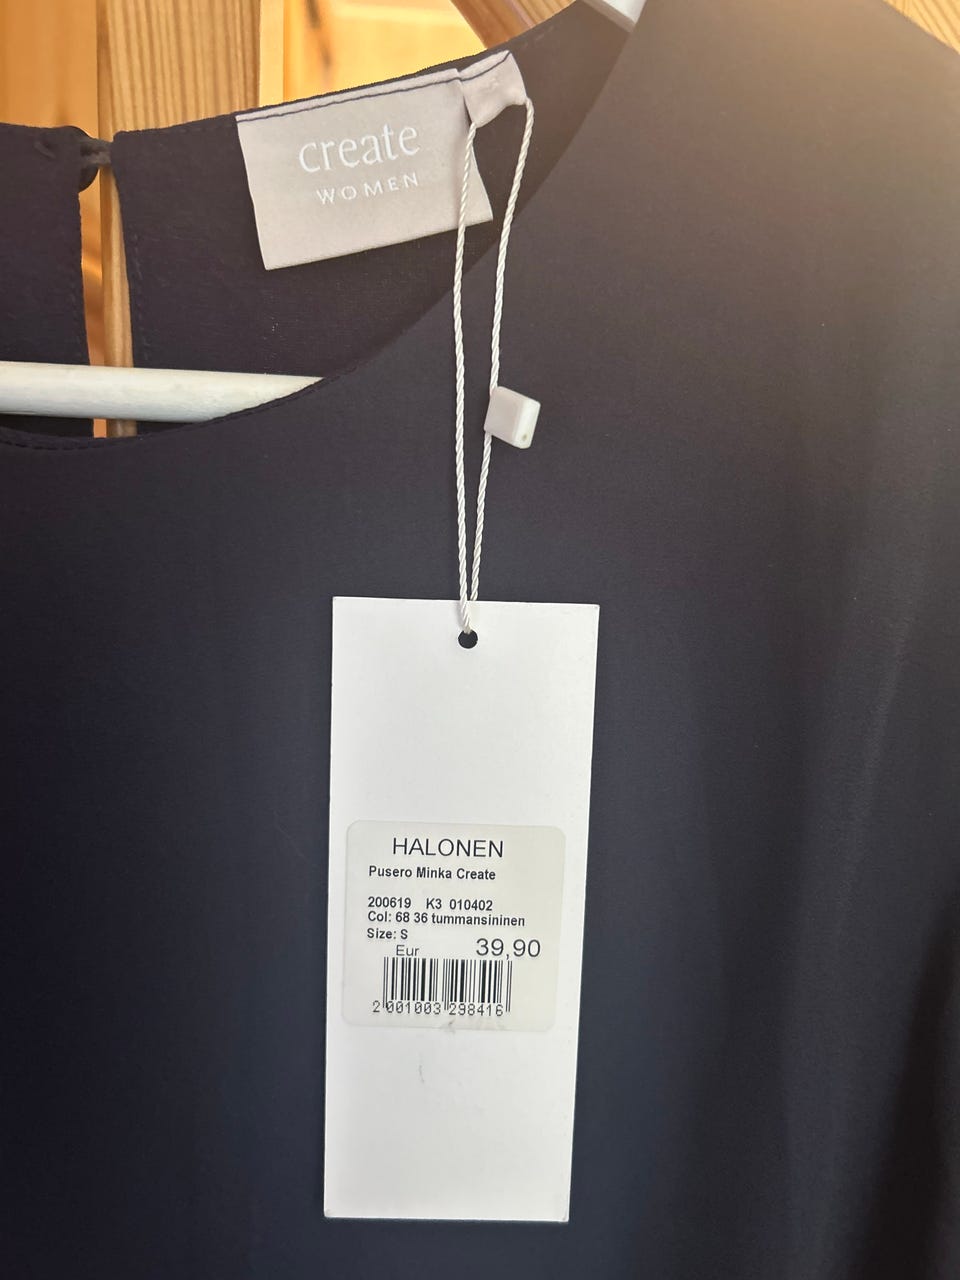 create
WOMEN
HALONEN
Pusero Minka Create
200619 K3 010402
Col: 68 36 tummansininen
Size: S
Eur 39,90
2 001003 298416